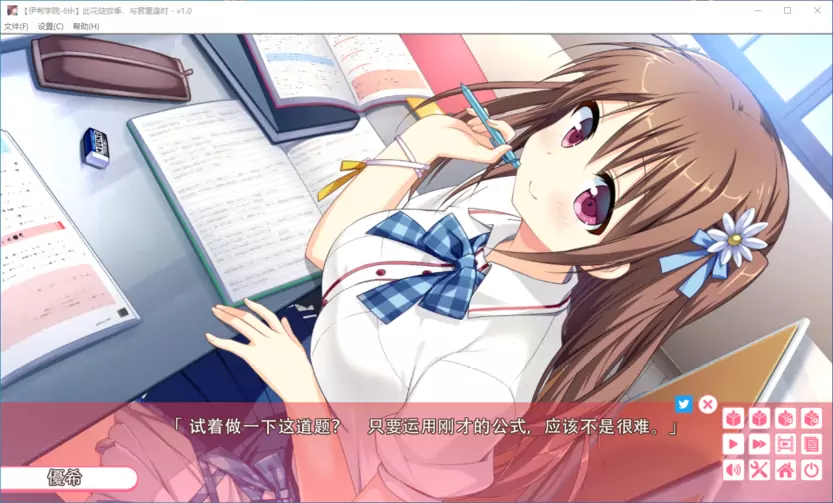 【伊甸学院-6th】此花绽放季、与君重逢时 - v1.0
文件(F) 设置(C) 帮助(H)
「 试着做一下这道题？ 只要运用刚才的公式，应该不是很难。」
優希